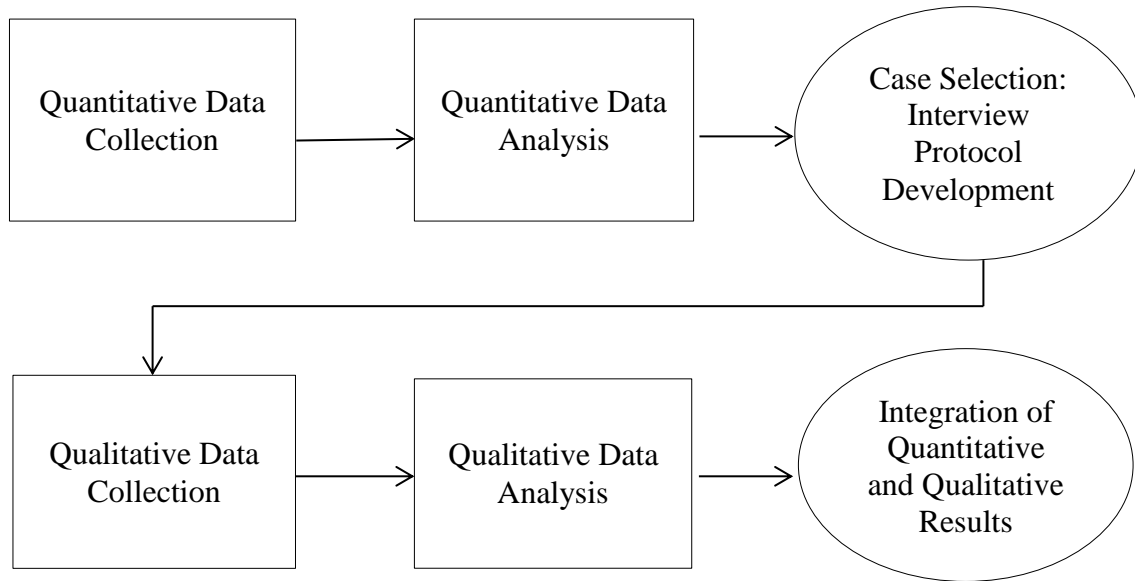 Quantitative Data
Collection
Quantitative Data
Analysis
Case Selection:
Interview
Protocol
Development
Qualitative Data
Collection
Qualitative Data
Analysis
Integration of
Quantitative
and Qualitative
Results